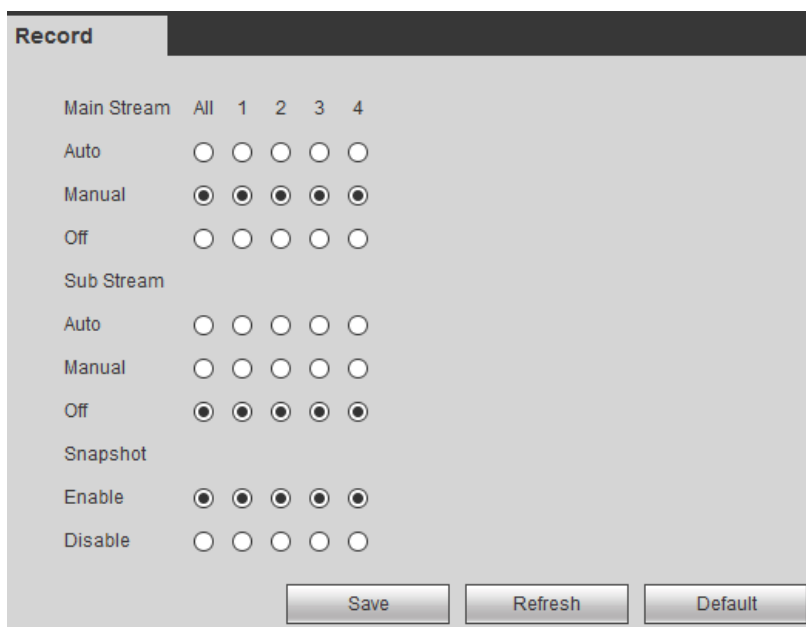 Record
Main Stream All 1 2 3 4
Auto
Manual
Off
Sub Stream
Auto
Manual
Off
Snapshot
Enable
Disable
Save Refresh Default